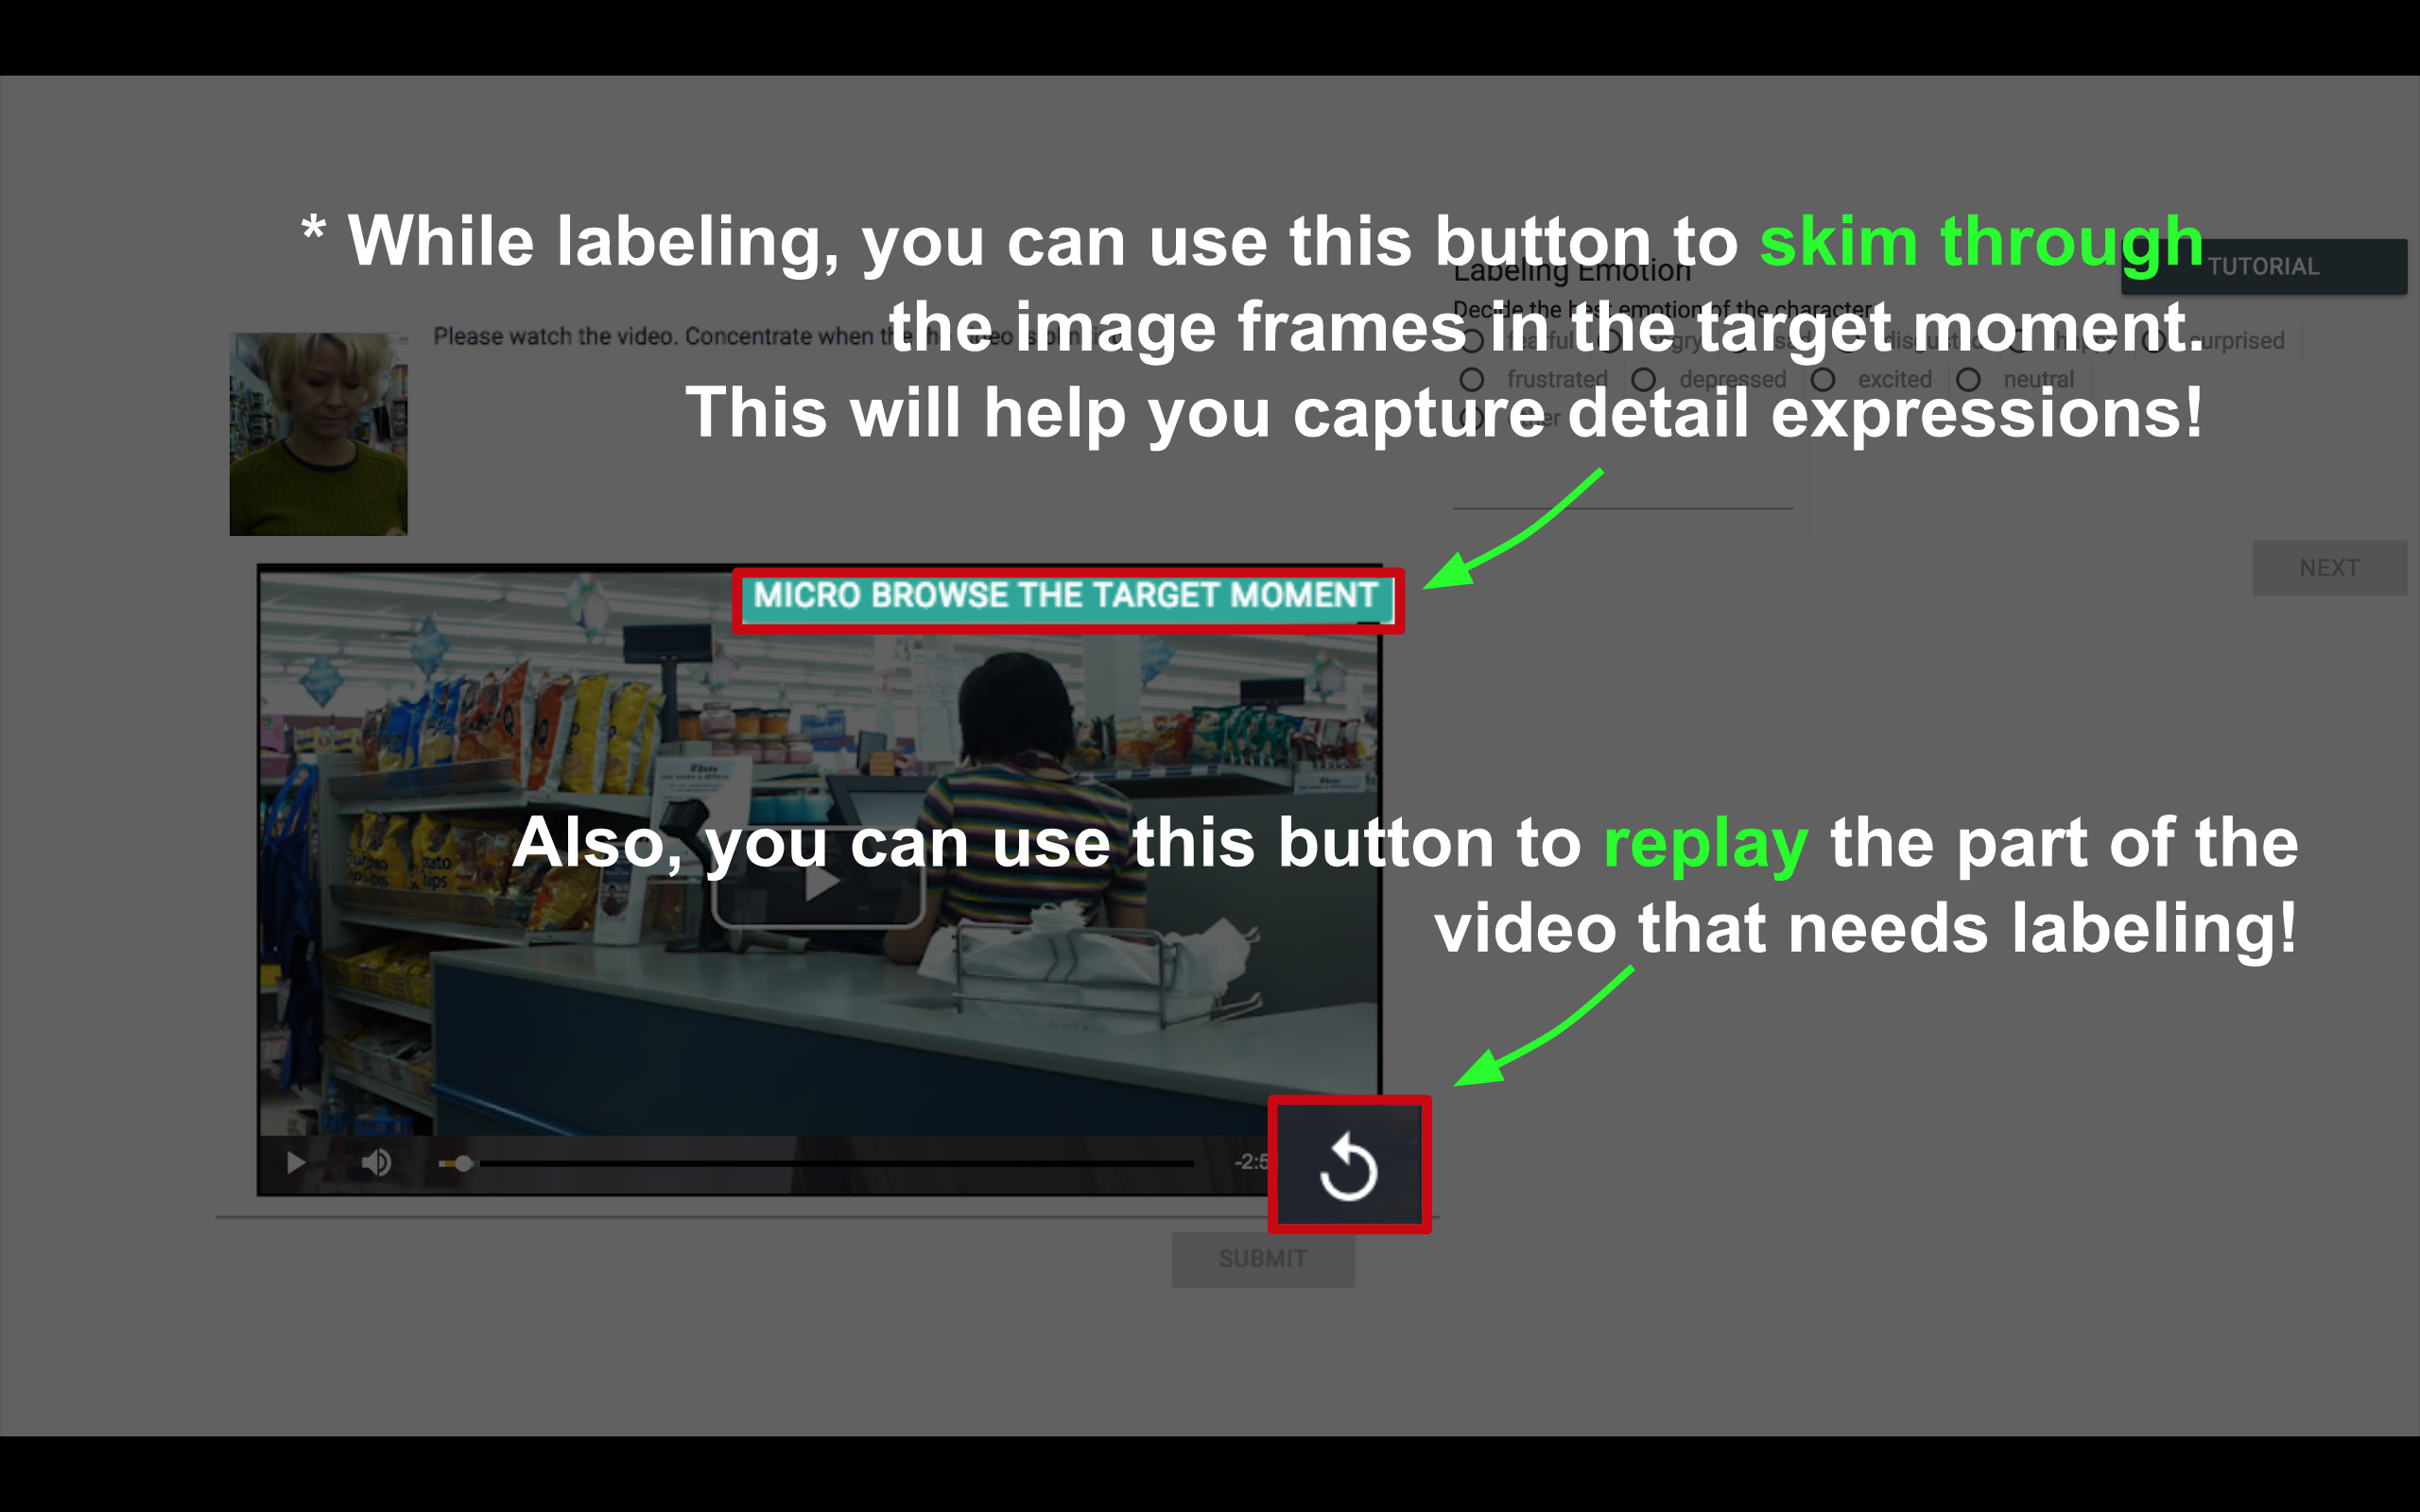 * While labeling, you can use this button to skim through
the image frames in the target moment.
This will help you capture detail expressions!
Labeling Emotion
TUTORIAL
Decide the best emotion of the character
Please watch the video. Concentrate when the
surprised
frustrated depressed excited neutral
NEXT
MICRO BROWSE THE TARGET MOMENT
Also, you can use this button to replay the part of the
video that needs labeling!
-2:5
SUBMIT